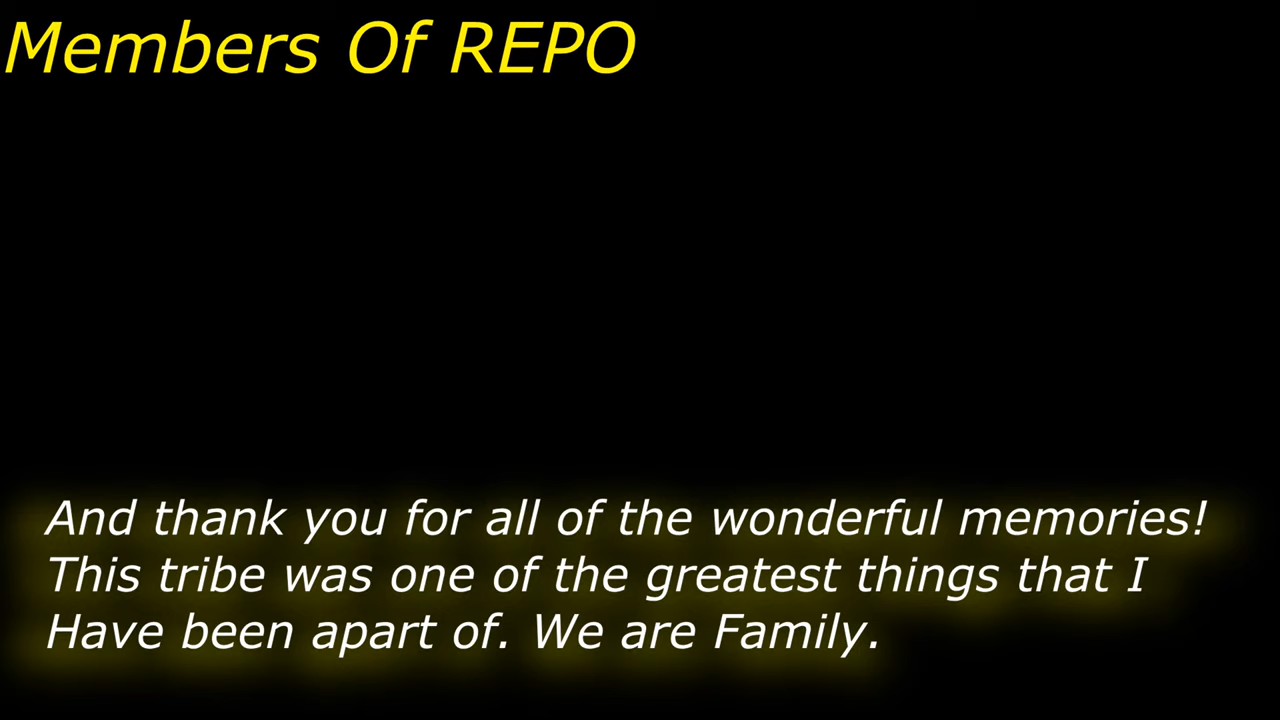 Members Of REPO
And thank you for all of the wonderful memories!
This tribe was one of the greatest things that I
Have been apart of. We are Family.